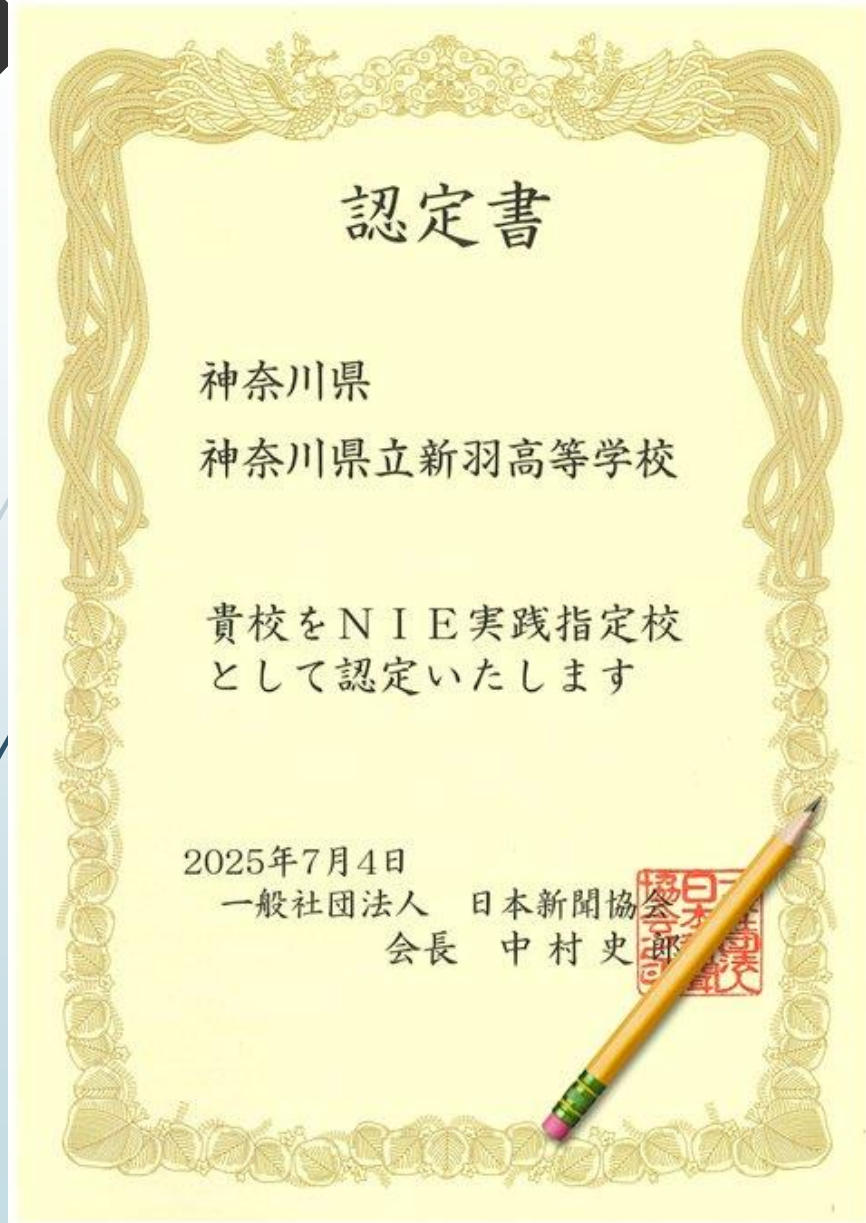 認定書
神奈川県
神奈川県立新羽高等学校
貴校をNIE実践指定校
として認定いたします
2025年7月4日
一般社団法人 日本新聞協会
会長 中村史郎